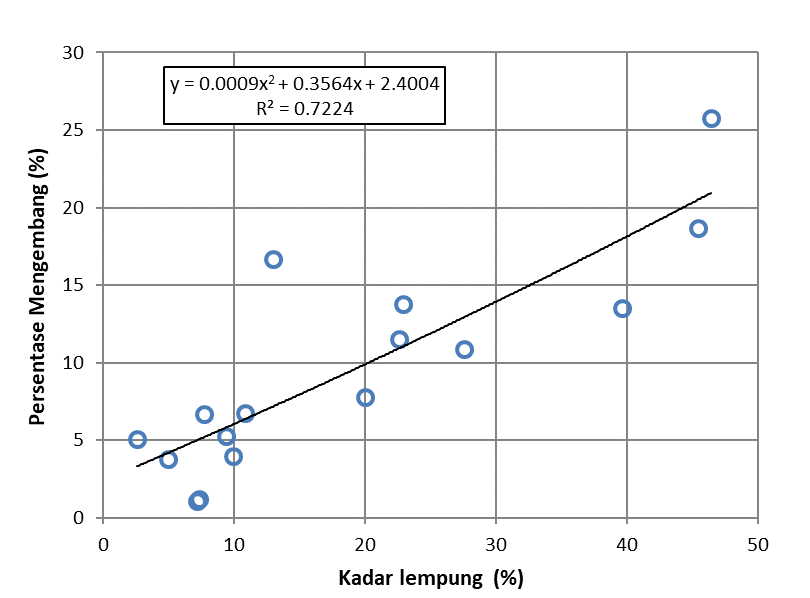 30
y = 0.0009x² + 0.3564x + 2.4004
R² = 0.7224
25
20
15
10
5
0
Persentase Mengembang (%)
0 10 20 30 40 50
Kadar lempung (%)